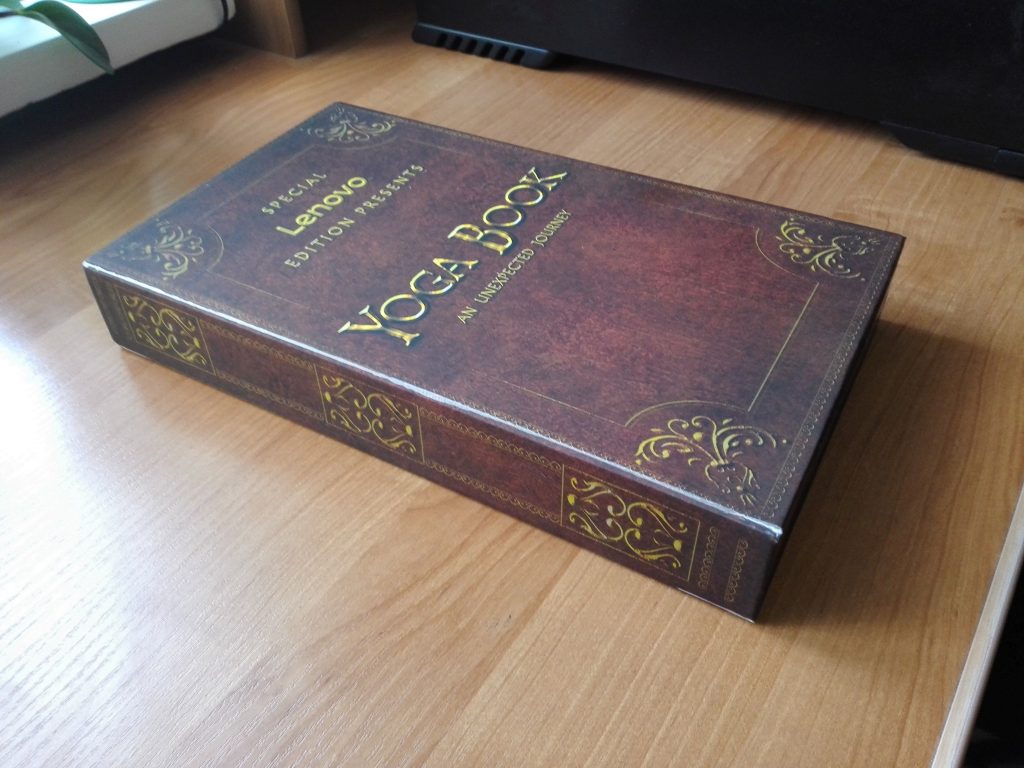 SPECIAL
Lenovo
EDITION PRESENTS
YOGA BOOK
AN UNEXPECTED JOURNEY